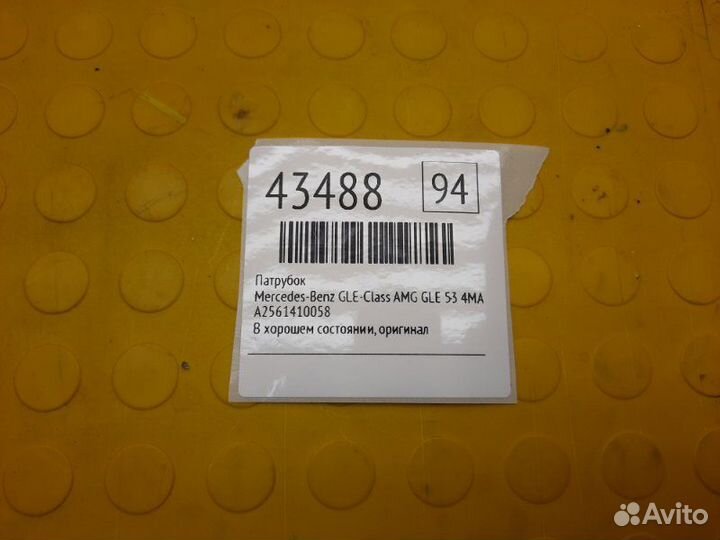 43488 94
Патрубок
Mercedes-Benz GLE-Class AMG GLE 53 4MA
A2561410058
В хорошем состоянии, оригинал
Avito